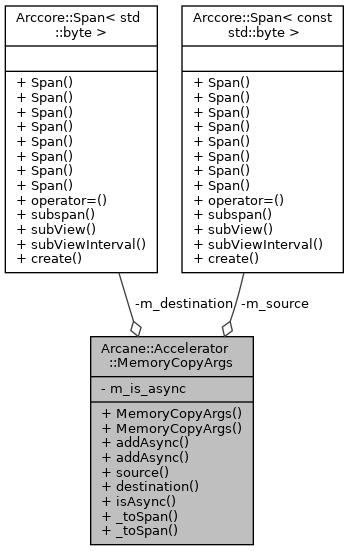 Arccore::Span< std
::byte >
+ Span()
+ Span()
+ Span()
+ Span()
+ Span()
+ Span()
+ Span()
+ Span()
+ operator=()
+ subspan()
+ subView()
+ subViewInterval()
+ create()
Arccore::Span< const
std::byte >
+ Span()
+ Span()
+ Span()
+ Span()
+ Span()
+ Span()
+ Span()
+ Span()
+ operator=()
+ subspan()
+ subView()
+ subViewInterval()
+ create()
-m_destination
-m_source
Arcane::Accelerator
::MemoryCopyArgs
- m_is_async
+ MemoryCopyArgs()
+ MemoryCopyArgs()
+ addAsync()
+ addAsync()
+ source()
+ destination()
+ isAsync()
+ _toSpan()
+ _toSpan()